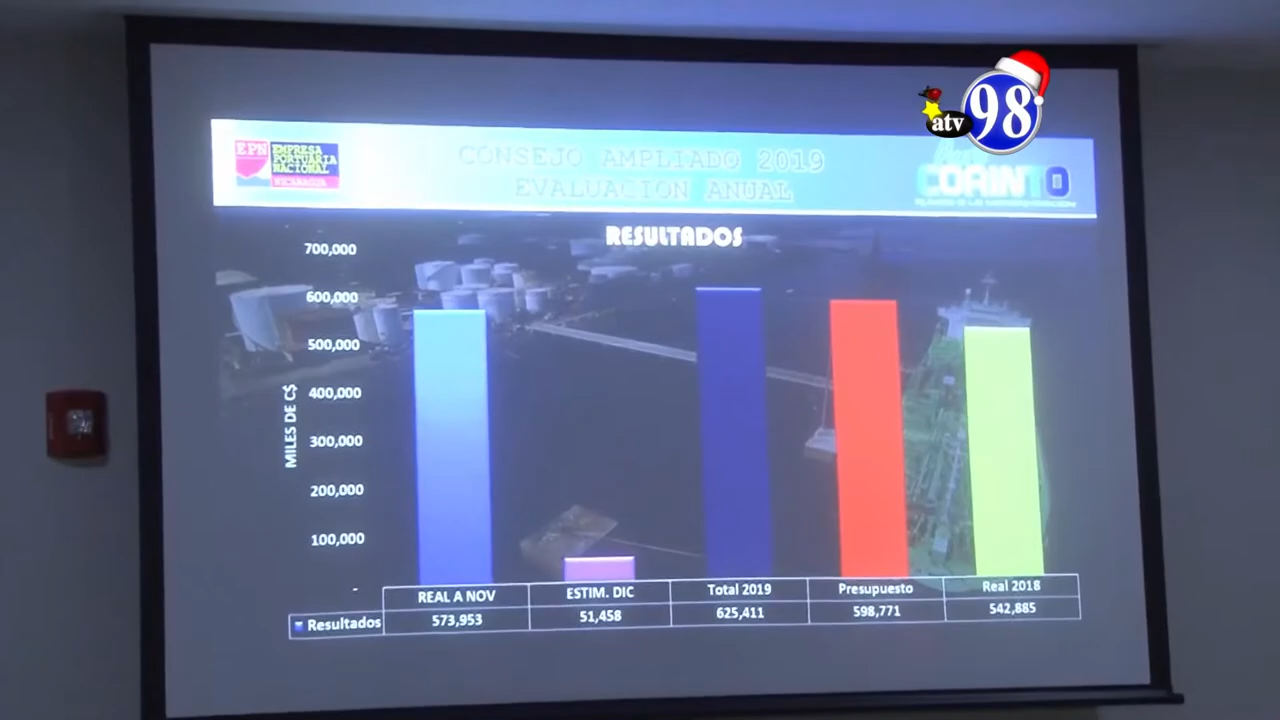 atv 98
EPN
EMPRESA
PORTUARIA
NACIONAL
NICARAGUA
CONSEJO AMPLIADO 2019
EVALUACION ANUAL
CORINTO
RESULTADOS
700,000
600,000
500,000
400,000
300,000
200,000
100,000
-
MILES DE C$
REAL A NOV ESTIM. DIC Total 2019 Presupuesto Real 2018
Resultados 573,953 51,458 625,411 598,771 542,885